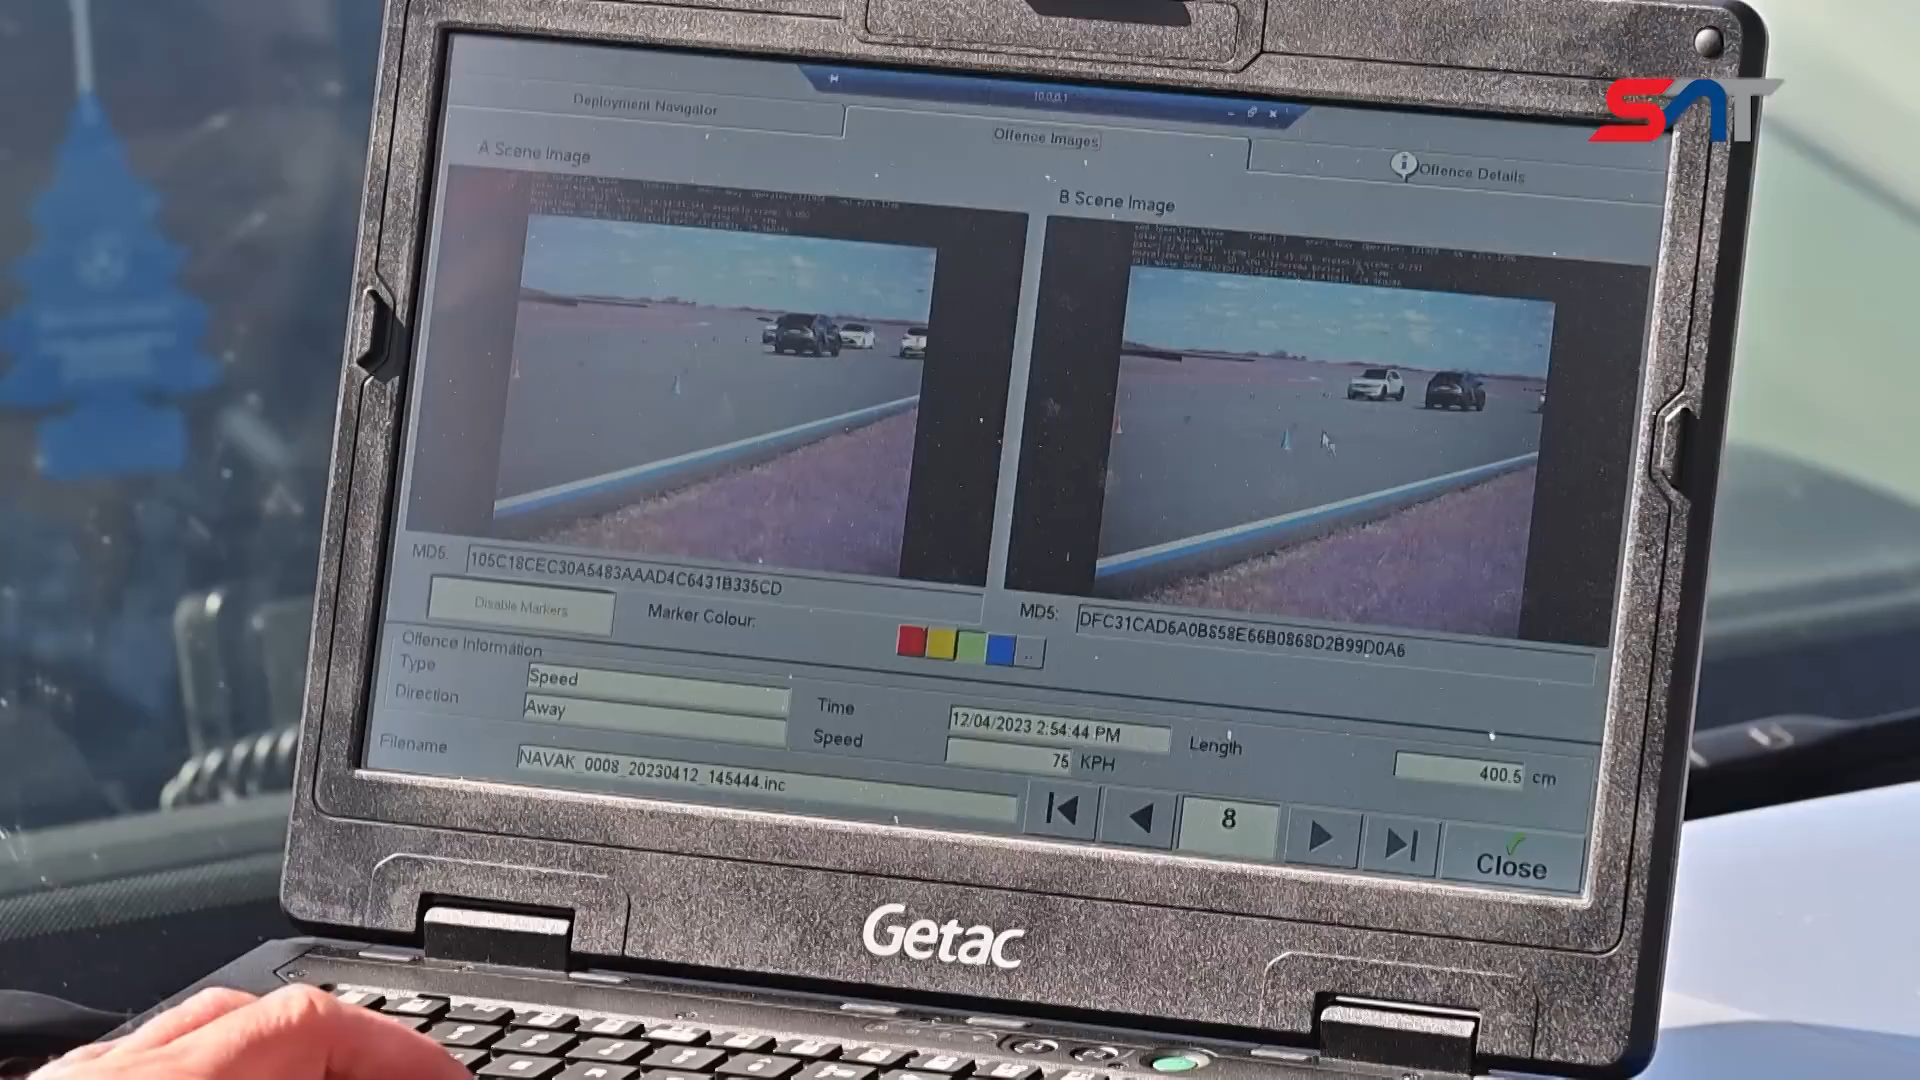 SAT
10.0.0.1
Deployment Navigator
Offence Images
Offence Details
A Scene Image
B Scene Image
MD5: 105C18CEC30A5483AAAD4C6431B335CD
MD5: DFC31CAD6A0B858E66B0868D2B99D0A6
Disable Markers
Marker Colour:
..
Offence Information
Type Speed
Direction Away
Time 12/04/2023 2:54:44 PM
Speed 75 KPH
Length 400.5 cm
Filename NAVAK_0008_20230412_145444.inc
8
Close
Getac